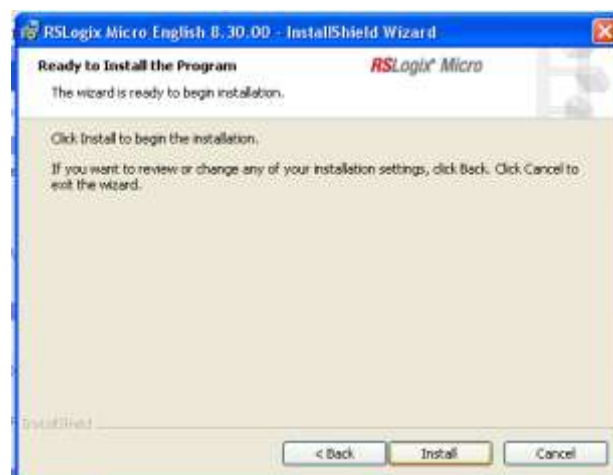 RSLogix Micro English 8.30.00 - InstallShield Wizard
Ready to Install the Program
RSLogix Micro
The wizard is ready to begin installation.
Click Install to begin the installation.
If you want to review or change any of your installation settings, click Back. Click Cancel to
exit the wizard.
InstallShield
< Back
Install
Cancel